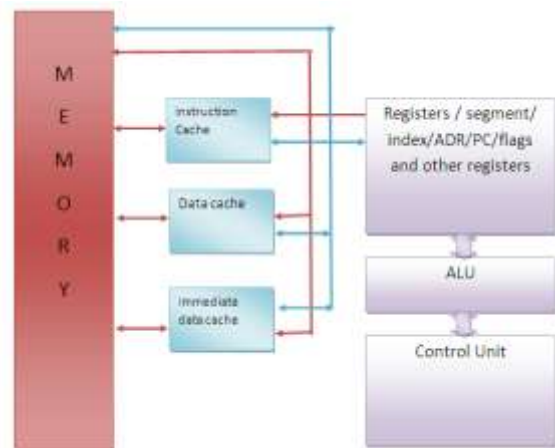 M
E
M
O
R
Y
Instruction
Cache
Data cache
Immediate
data cache
Registers / segment/
index/ADR/PC/flags
and other registers
ALU
Control Unit